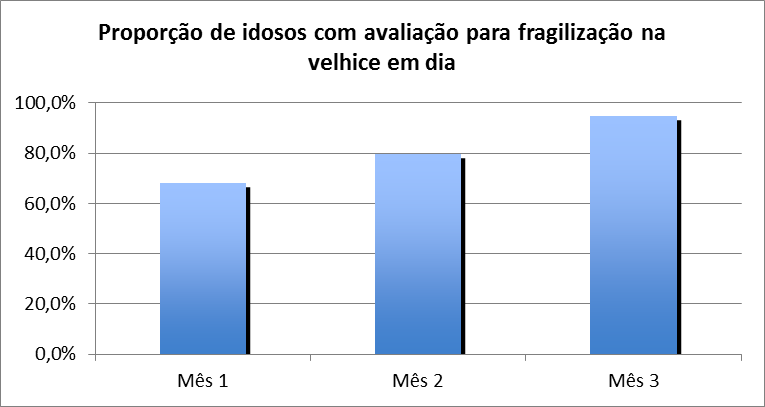 Proporção de idosos com avaliação para fragilização na
velhice em dia
100,0%
80,0%
60,0%
40,0%
20,0%
0,0%
Mês 1 Mês 2 Mês 3